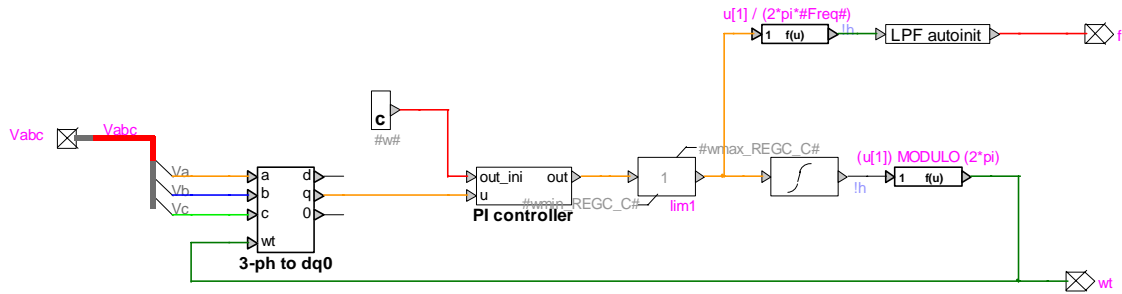 u[1] / (2*pi*#Freq#)
1 f(u)
!h
LPF autoinit
f
c
#w#
Vabc
Vabc
#wmax_REGC_C#
(u[1]) MODULO (2*pi)
Va
a
d
out_ini
out
1
1 f(u)
Vb
b
q
u
!h
#wmin_REGC_C#
lim1
Vc
c
0
PI controller
wt
3-ph to dq0
wt